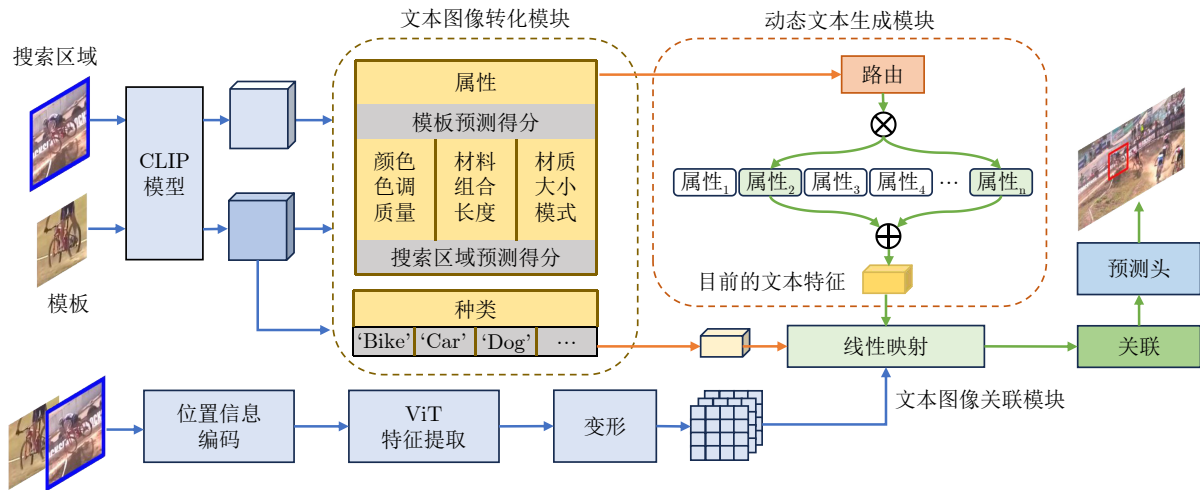 文本图像转化模块
动态文本生成模块
搜索区域
CLIP
模型
模板
属性
模板预测得分
颜色 材料 材质
色调 组合 大小
质量 长度 模式
搜索区域预测得分
种类
‘Bike’ ‘Car’ ‘Dog’ …
路由
属性1 属性2 属性3 属性4 … 属性n
目前的文本特征
线性映射
预测头
关联
文本图像关联模块
位置信息
编码
ViT
特征提取
变形